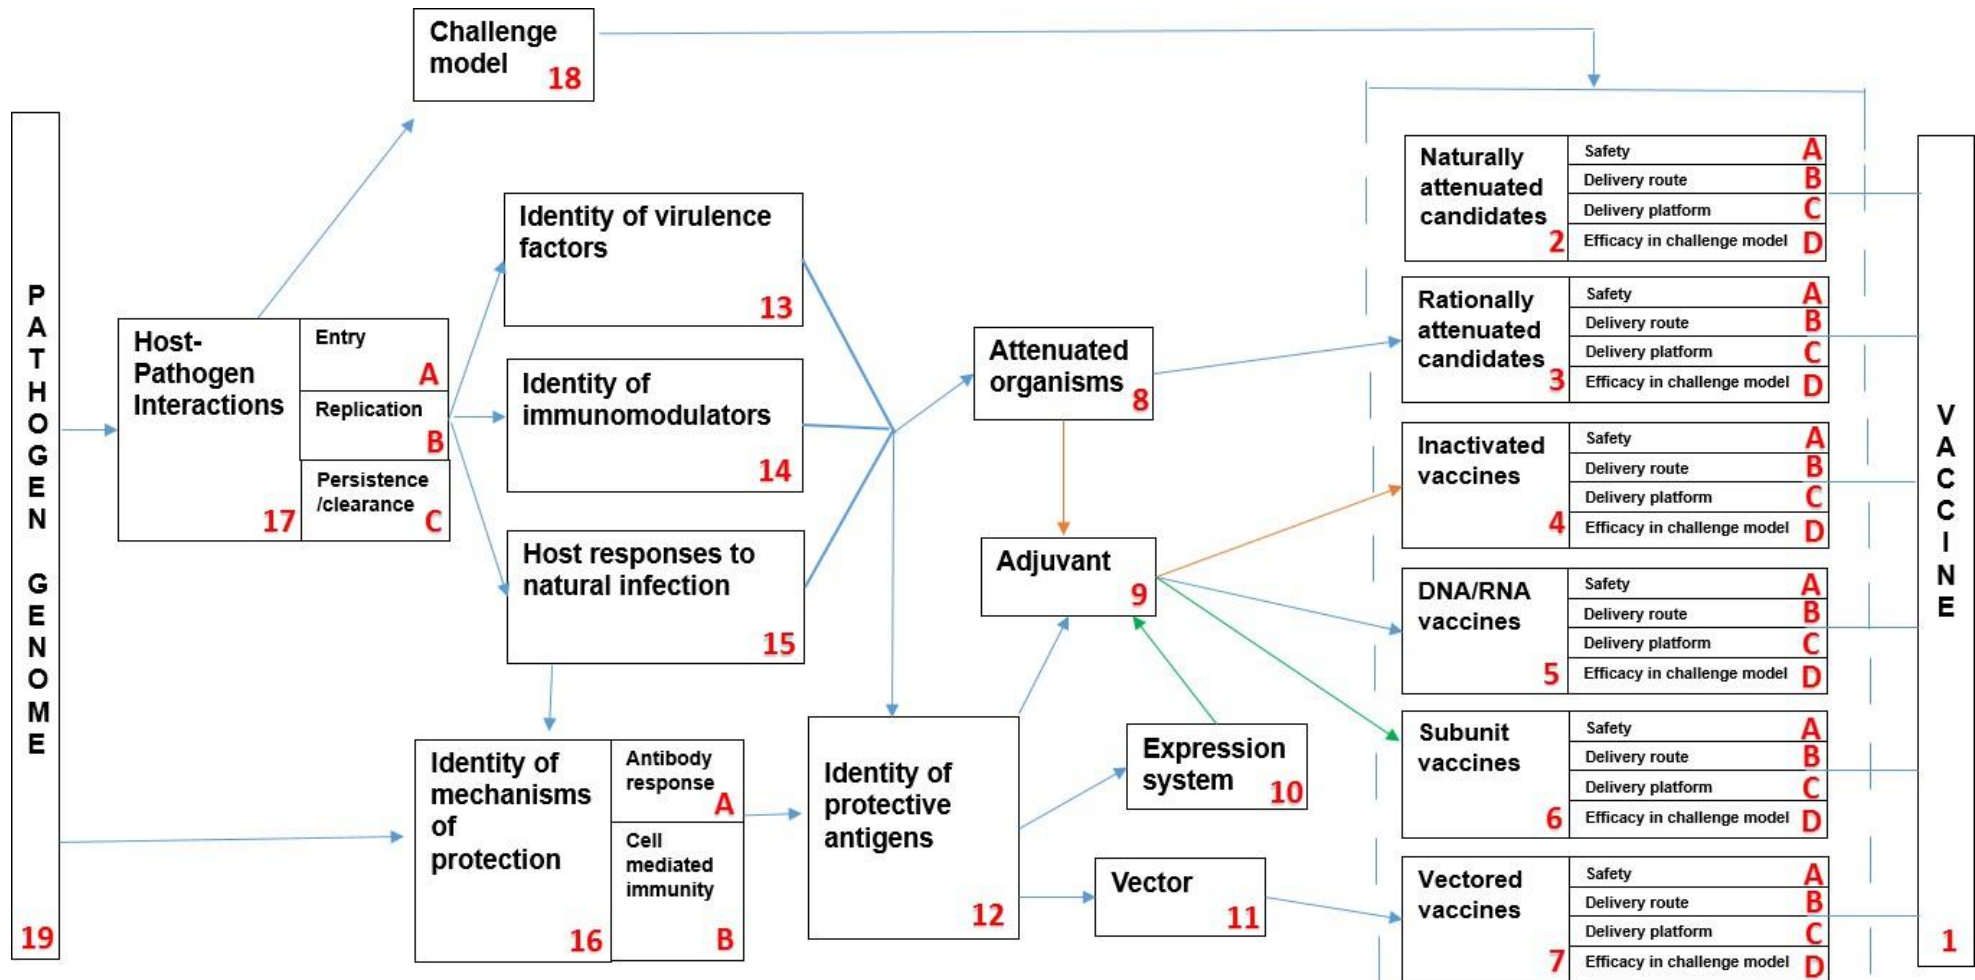 Challenge
model
18
PATHOGEN GENOME
19
Host-
Pathogen
Interactions
17
Entry
A
Replication
B
Persistence
/clearance
C
Identity of virulence
factors
13
Identity of
immunomodulators
14
Host responses to
natural infection
15
Identity of
mechanisms
of
protection
16
Antibody
response
A
Cell
mediated
immunity
B
Identity of
protective
antigens
12
Attenuated
organisms
8
Adjuvant
9
Expression
system
10
Vector
11
Naturally
attenuated
candidates
2
Safety A
Delivery route B
Delivery platform C
Efficacy in challenge model D
Rationally
attenuated
candidates
3
Safety A
Delivery route B
Delivery platform C
Efficacy in challenge model D
Inactivated
vaccines
4
Safety A
Delivery route B
Delivery platform C
Efficacy in challenge model D
DNA/RNA
vaccines
5
Safety A
Delivery route B
Delivery platform C
Efficacy in challenge model D
Subunit
vaccines
6
Safety A
Delivery route B
Delivery platform C
Efficacy in challenge model D
Vectored
vaccines
7
Safety A
Delivery route B
Delivery platform C
Efficacy in challenge model D
VACCINE
1